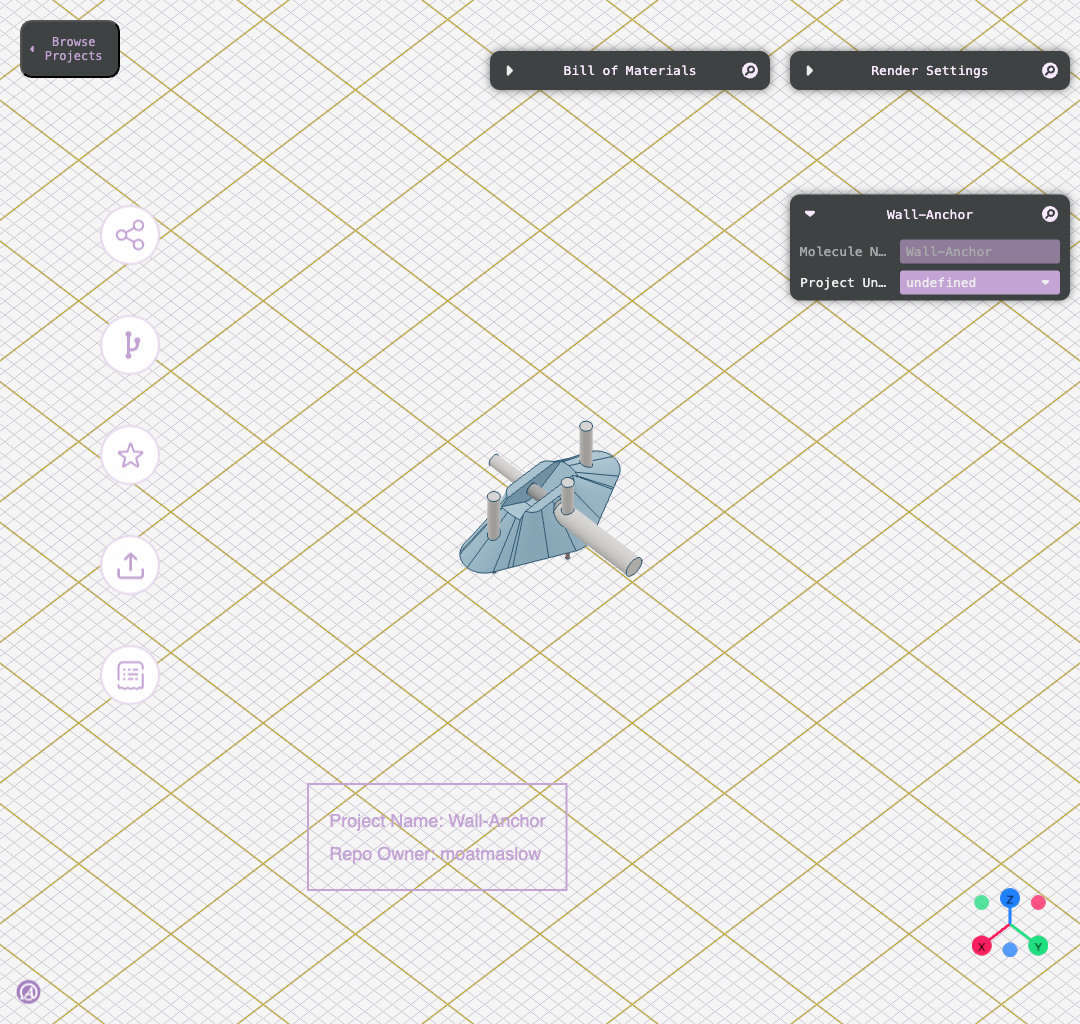 Browse
Projects
Bill of Materials
Render Settings
Wall-Anchor
Molecule N…
Wall-Anchor
Project Un…
undefined
Project Name: Wall-Anchor
Repo Owner: moatmaslow
Z
X
Y